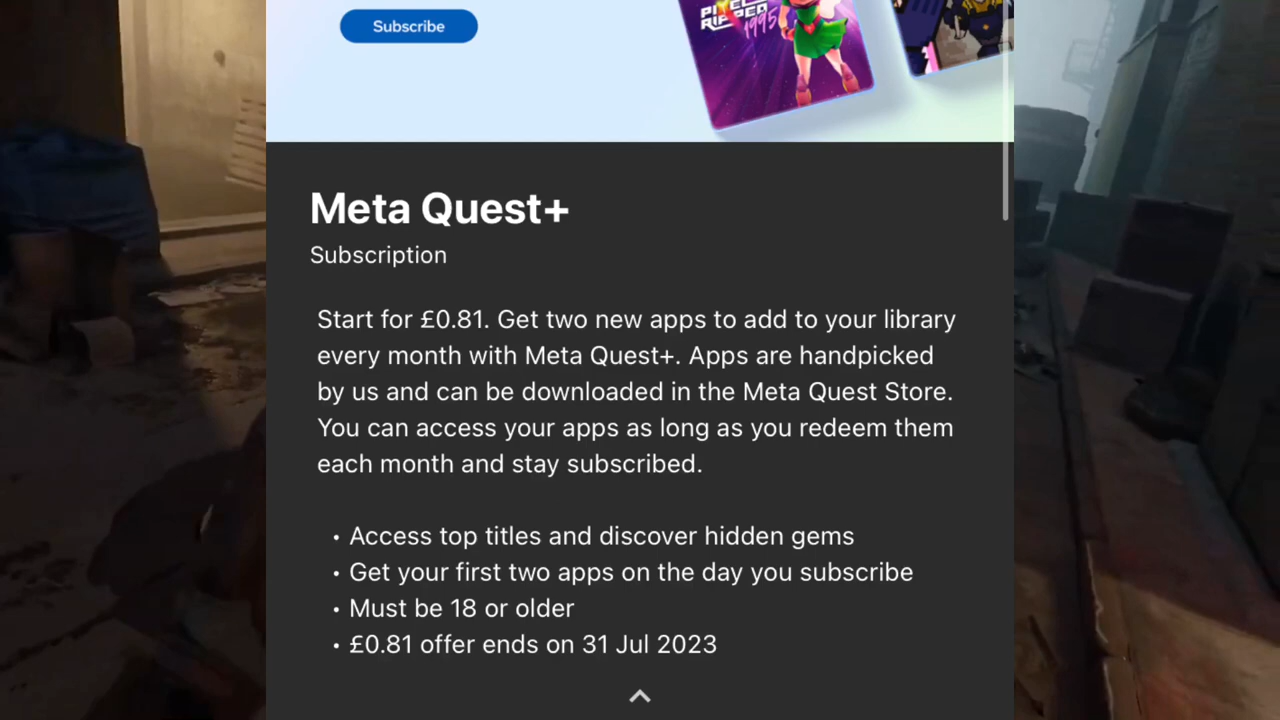 Subscribe
PIXEL
RIPPED
1995
Meta Quest+
Subscription
Start for £0.81. Get two new apps to add to your library
every month with Meta Quest+. Apps are handpicked
by us and can be downloaded in the Meta Quest Store.
You can access your apps as long as you redeem them
each month and stay subscribed.
• Access top titles and discover hidden gems
• Get your first two apps on the day you subscribe
• Must be 18 or older
• £0.81 offer ends on 31 Jul 2023